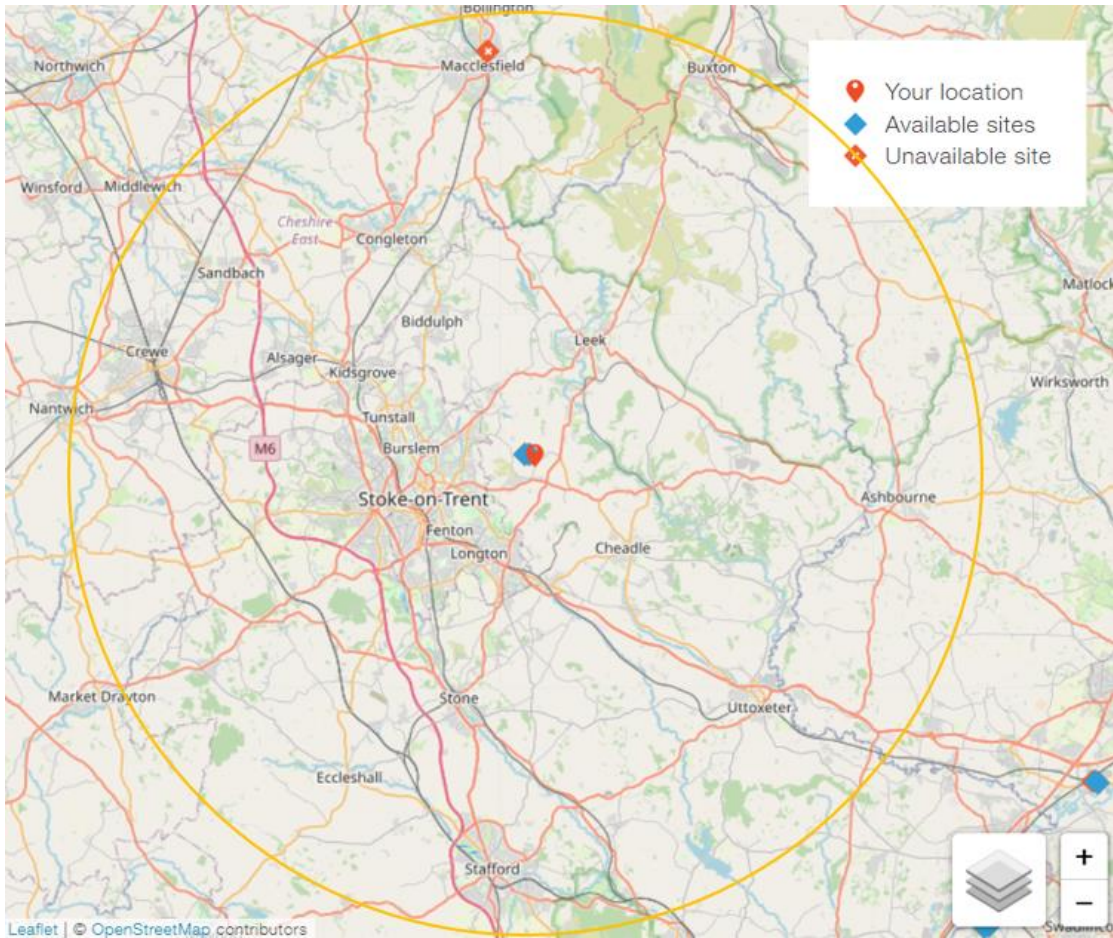 Bollington
Northwich
Macclesfield
Buxton
Your location
Available sites
Unavailable site
Winsford
Middlewich
Cheshire
East
Congleton
Sandbach
Matlock
Biddulph
Leek
Crewe
Alsager
Kidsgrove
Wirksworth
Nantwich
Tunstall
M6
Burslem
Stoke-on-Trent
Ashbourne
Fenton
Longton
Cheadle
Market Drayton
Stone
Uttoxeter
Eccleshall
Stafford
+
−
Leaflet | © OpenStreetMap contributors